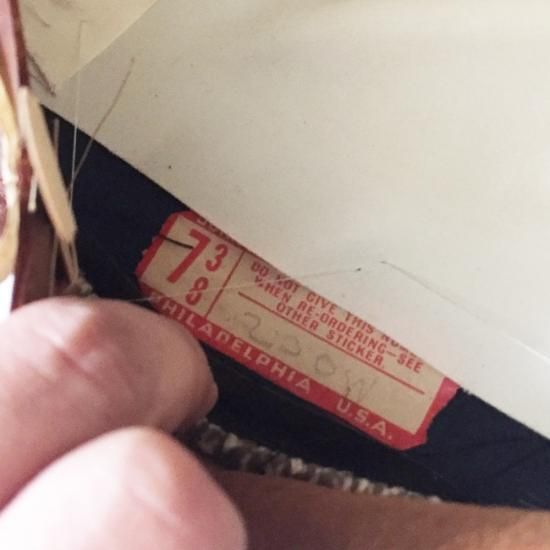 7 3/8
DO NOT GIVE THIS
WHEN RE-ORDERING—SEE
OTHER STICKER.
PHILADELPHIA U.S.A.